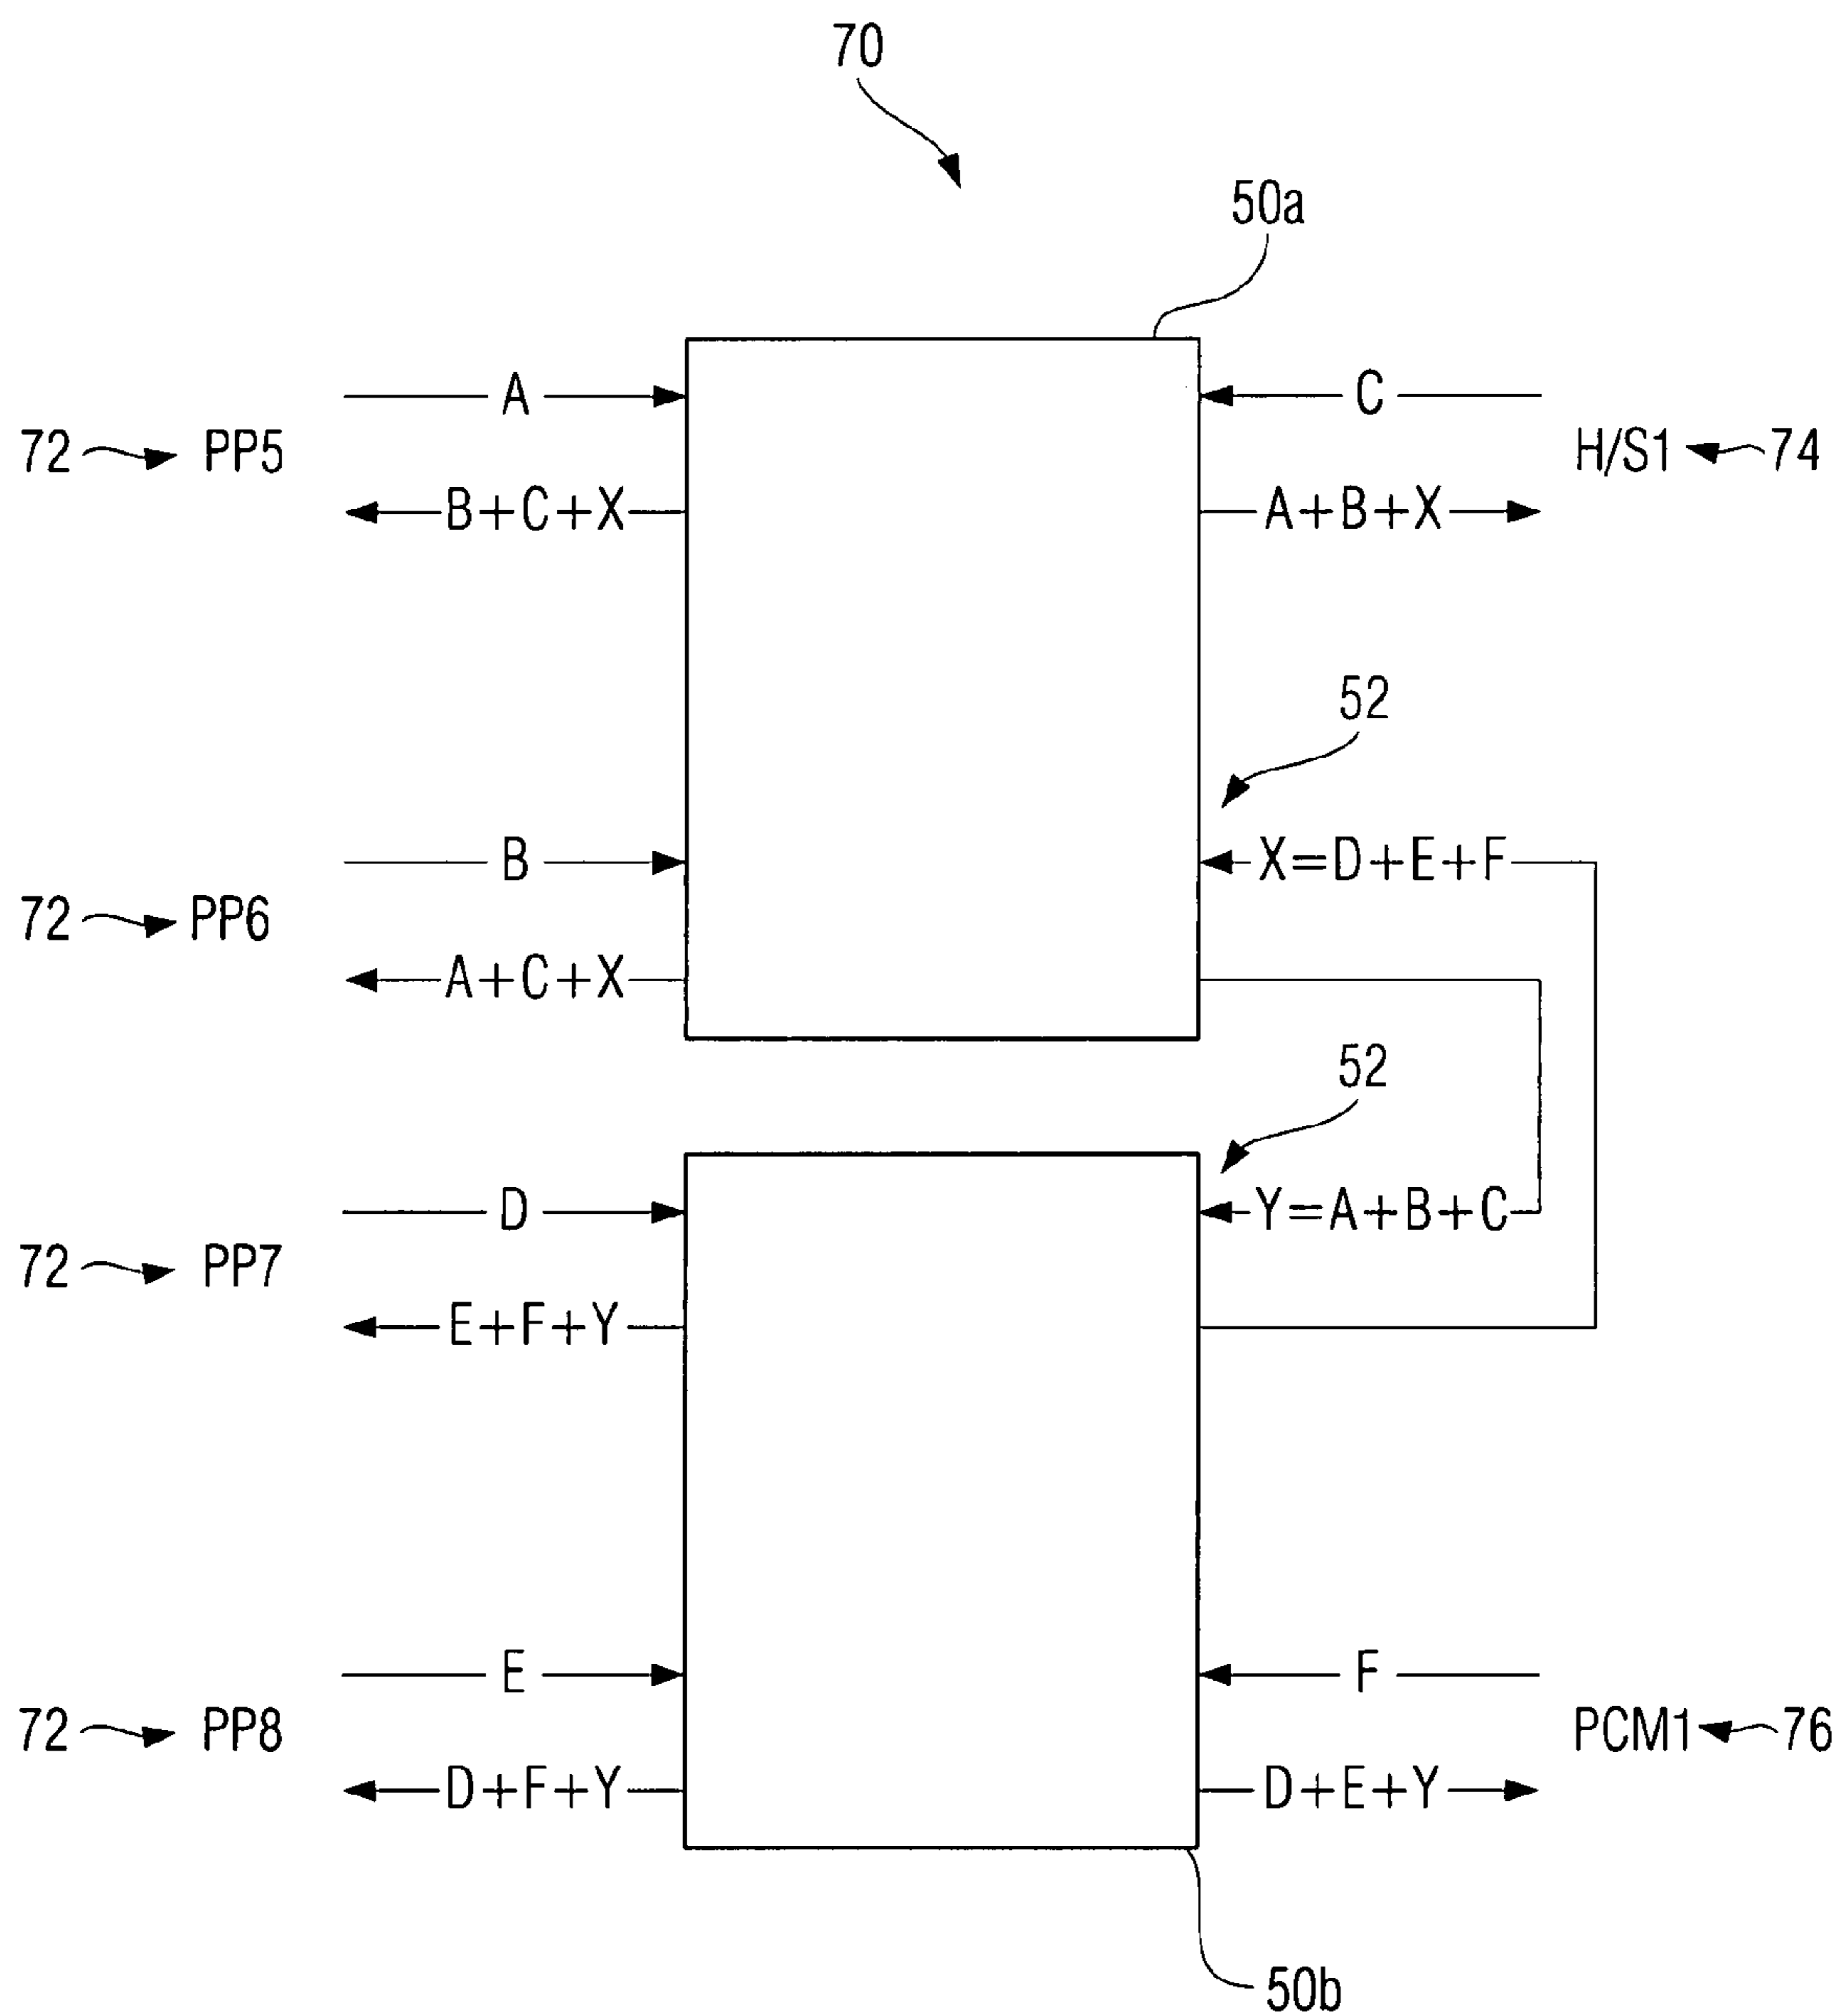 70
50a
A
C
72 PP5
H/S1 74
B+C+X
A+B+X
52
B
X=D+E+F
72 PP6
A+C+X
52
D
Y=A+B+C
72 PP7
E+F+Y
E
F
72 PP8
PCM1 76
D+F+Y
D+E+Y
50b